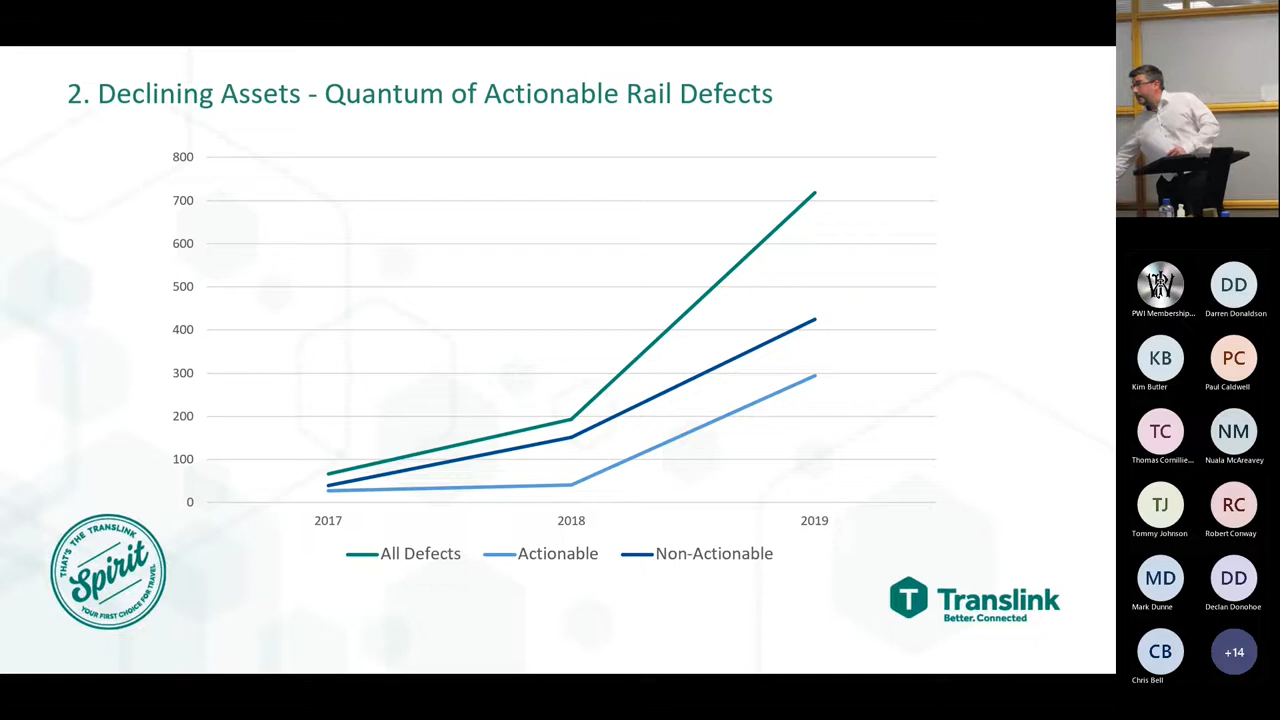 2. Declining Assets - Quantum of Actionable Rail Defects
800
700
600
500
400
300
200
100
0
2017 2018 2019
All Defects Actionable Non-Actionable
THAT'S THE TRANSLINK
Spirit
YOUR FIRST CHOICE FOR TRAVEL
T Translink
Better. Connected
PWI Membership...
DD
Darren Donaldson
KB
Kim Butler
PC
Paul Caldwell
TC
Thomas Cornillie...
NM
Nuala McAreavey
TJ
Tommy Johnson
RC
Robert Conway
MD
Mark Dunne
DD
Declan Donohoe
CB
Chris Bell
+14